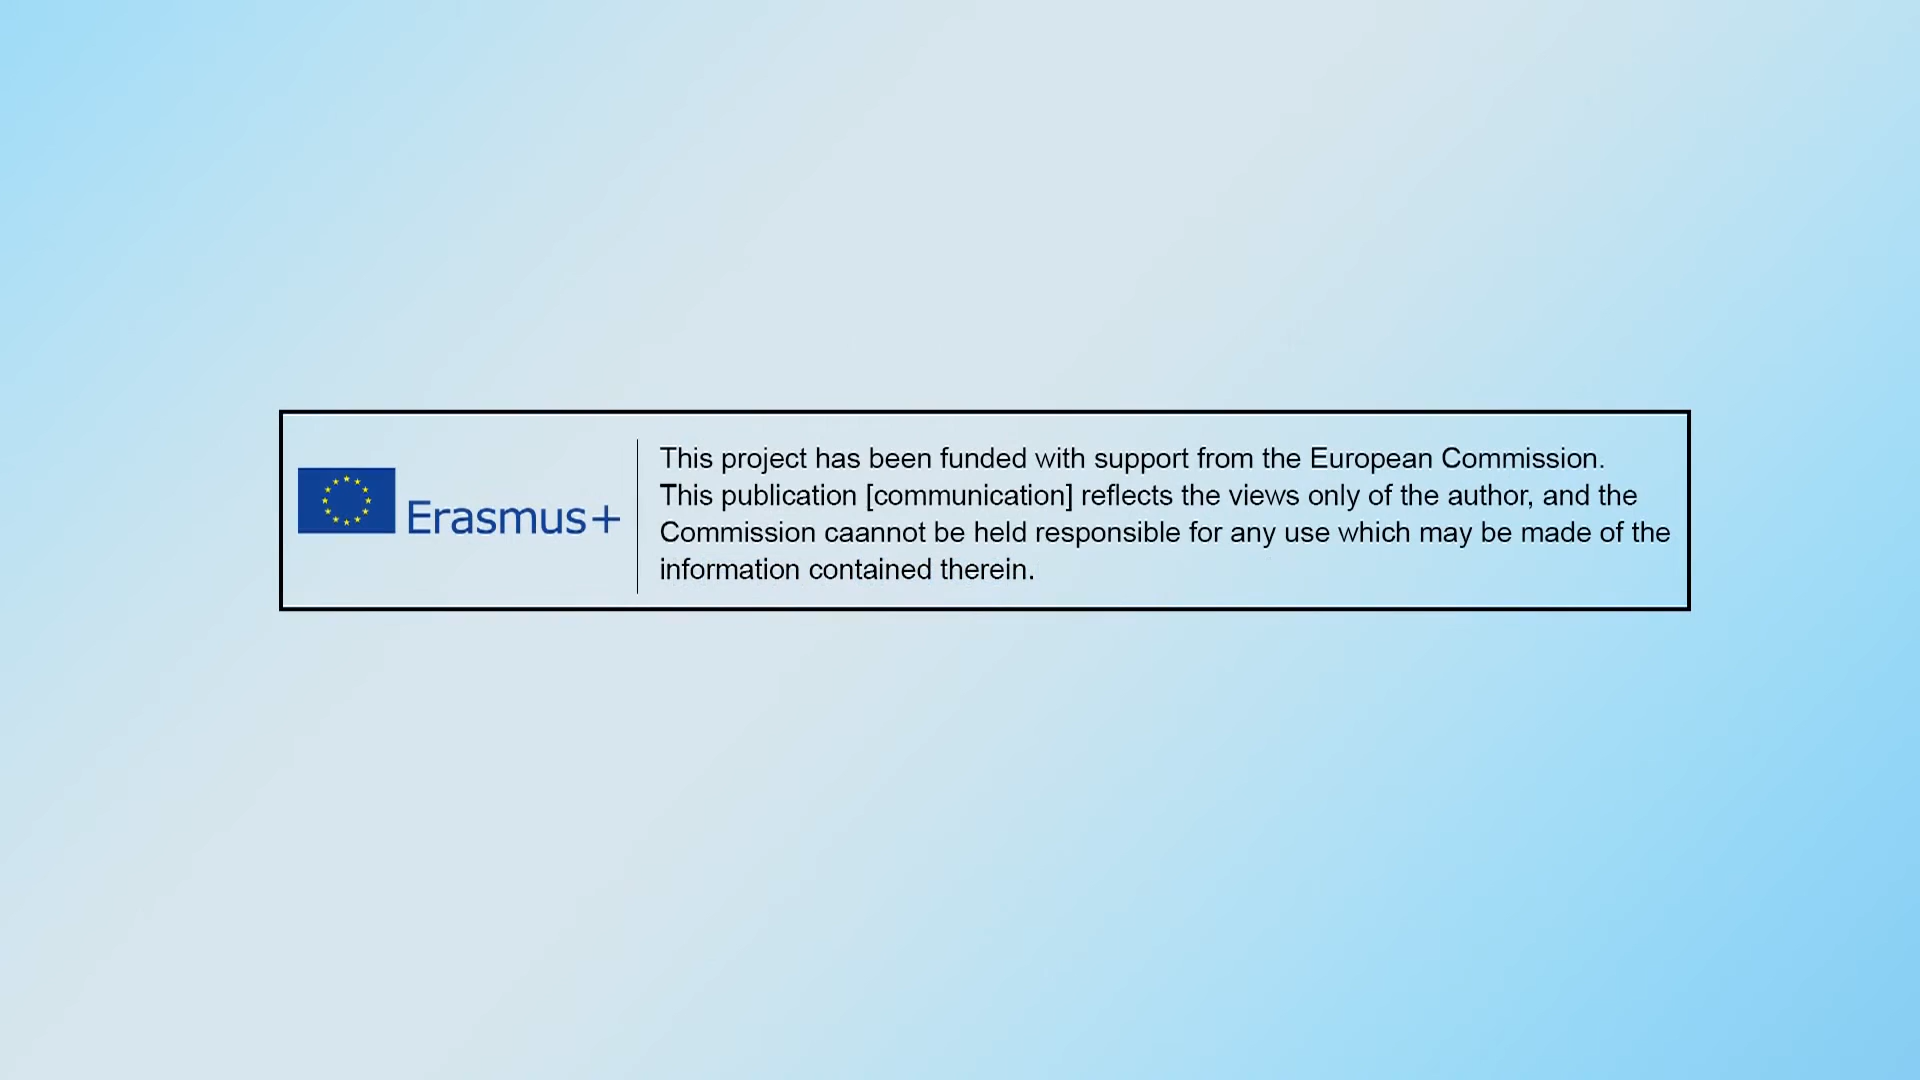 Erasmus+
This project has been funded with support from the European Commission.
This publication [communication] reflects the views only of the author, and the
Commission caannot be held responsible for any use which may be made of the
information contained therein.